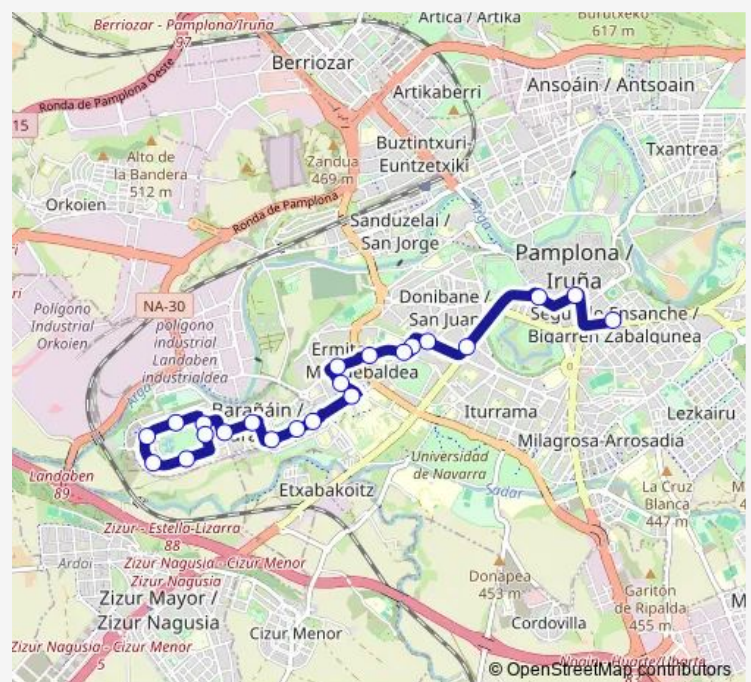 Berriozar - Pamplona/Iruña
97
Artica / Artika
617 m
Berriozar
Artikaberri
Ansoáin / Antsoain
Ronda de Pamplona Oeste
15
Alto de
la Bandera
512 m
Zandua
469 m
Buztintxuri-
Euntzetxiki
Txantrea
Orkoien
Ronda de Pamplona
Sanduzelai /
San Jorge
Arga
Pamplona /
Iruña
NA-30
Donibane /
San Juan
Ensanche /
Bigarren Zabalgunea
Polígono
Industrial
Orkoien
polígono
industrial
Landaben
industrialdea
Arga
Barañáin /
Iturrama
Lezkairu
Milagrosa-Arrosadia
Universidad
de Navarra
Sadar
Landaben
89
Etxabakoitz
La Cruz
Blanca
447 m
Zizur - Estella-Lizarra
88
Zizur Nagusia - Cizur Menor
Zizur Nagusia
Ardoi
Zizur Mayor /
Zizur Nagusia
Donapea
453 m
Garitón
de Ripalda
455 m
Cizur Menor
Cordovilla
Zizur Nagusia - Cizur Menor
5
© OpenStreetMap contributors